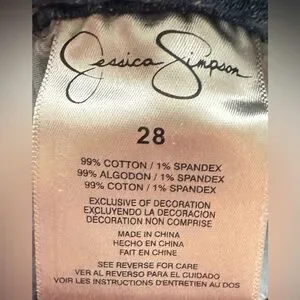 Jessica Simpson
28
99% COTTON / 1% SPANDEX
99% ALGODON / 1% SPANDEX
99% COTON / 1% SPANDEX
EXCLUSIVE OF DECORATION
EXCLUYENDO LA DECORACION
DÉCORATION NON COMPRISE
MADE IN CHINA
HECHO EN CHINA
FAIT EN CHINE
SEE REVERSE FOR CARE
VER AL REVERSO PARA EL CUIDADO
VOIR LES INSTRUCTIONS D'ENTRETIEN AU DOS